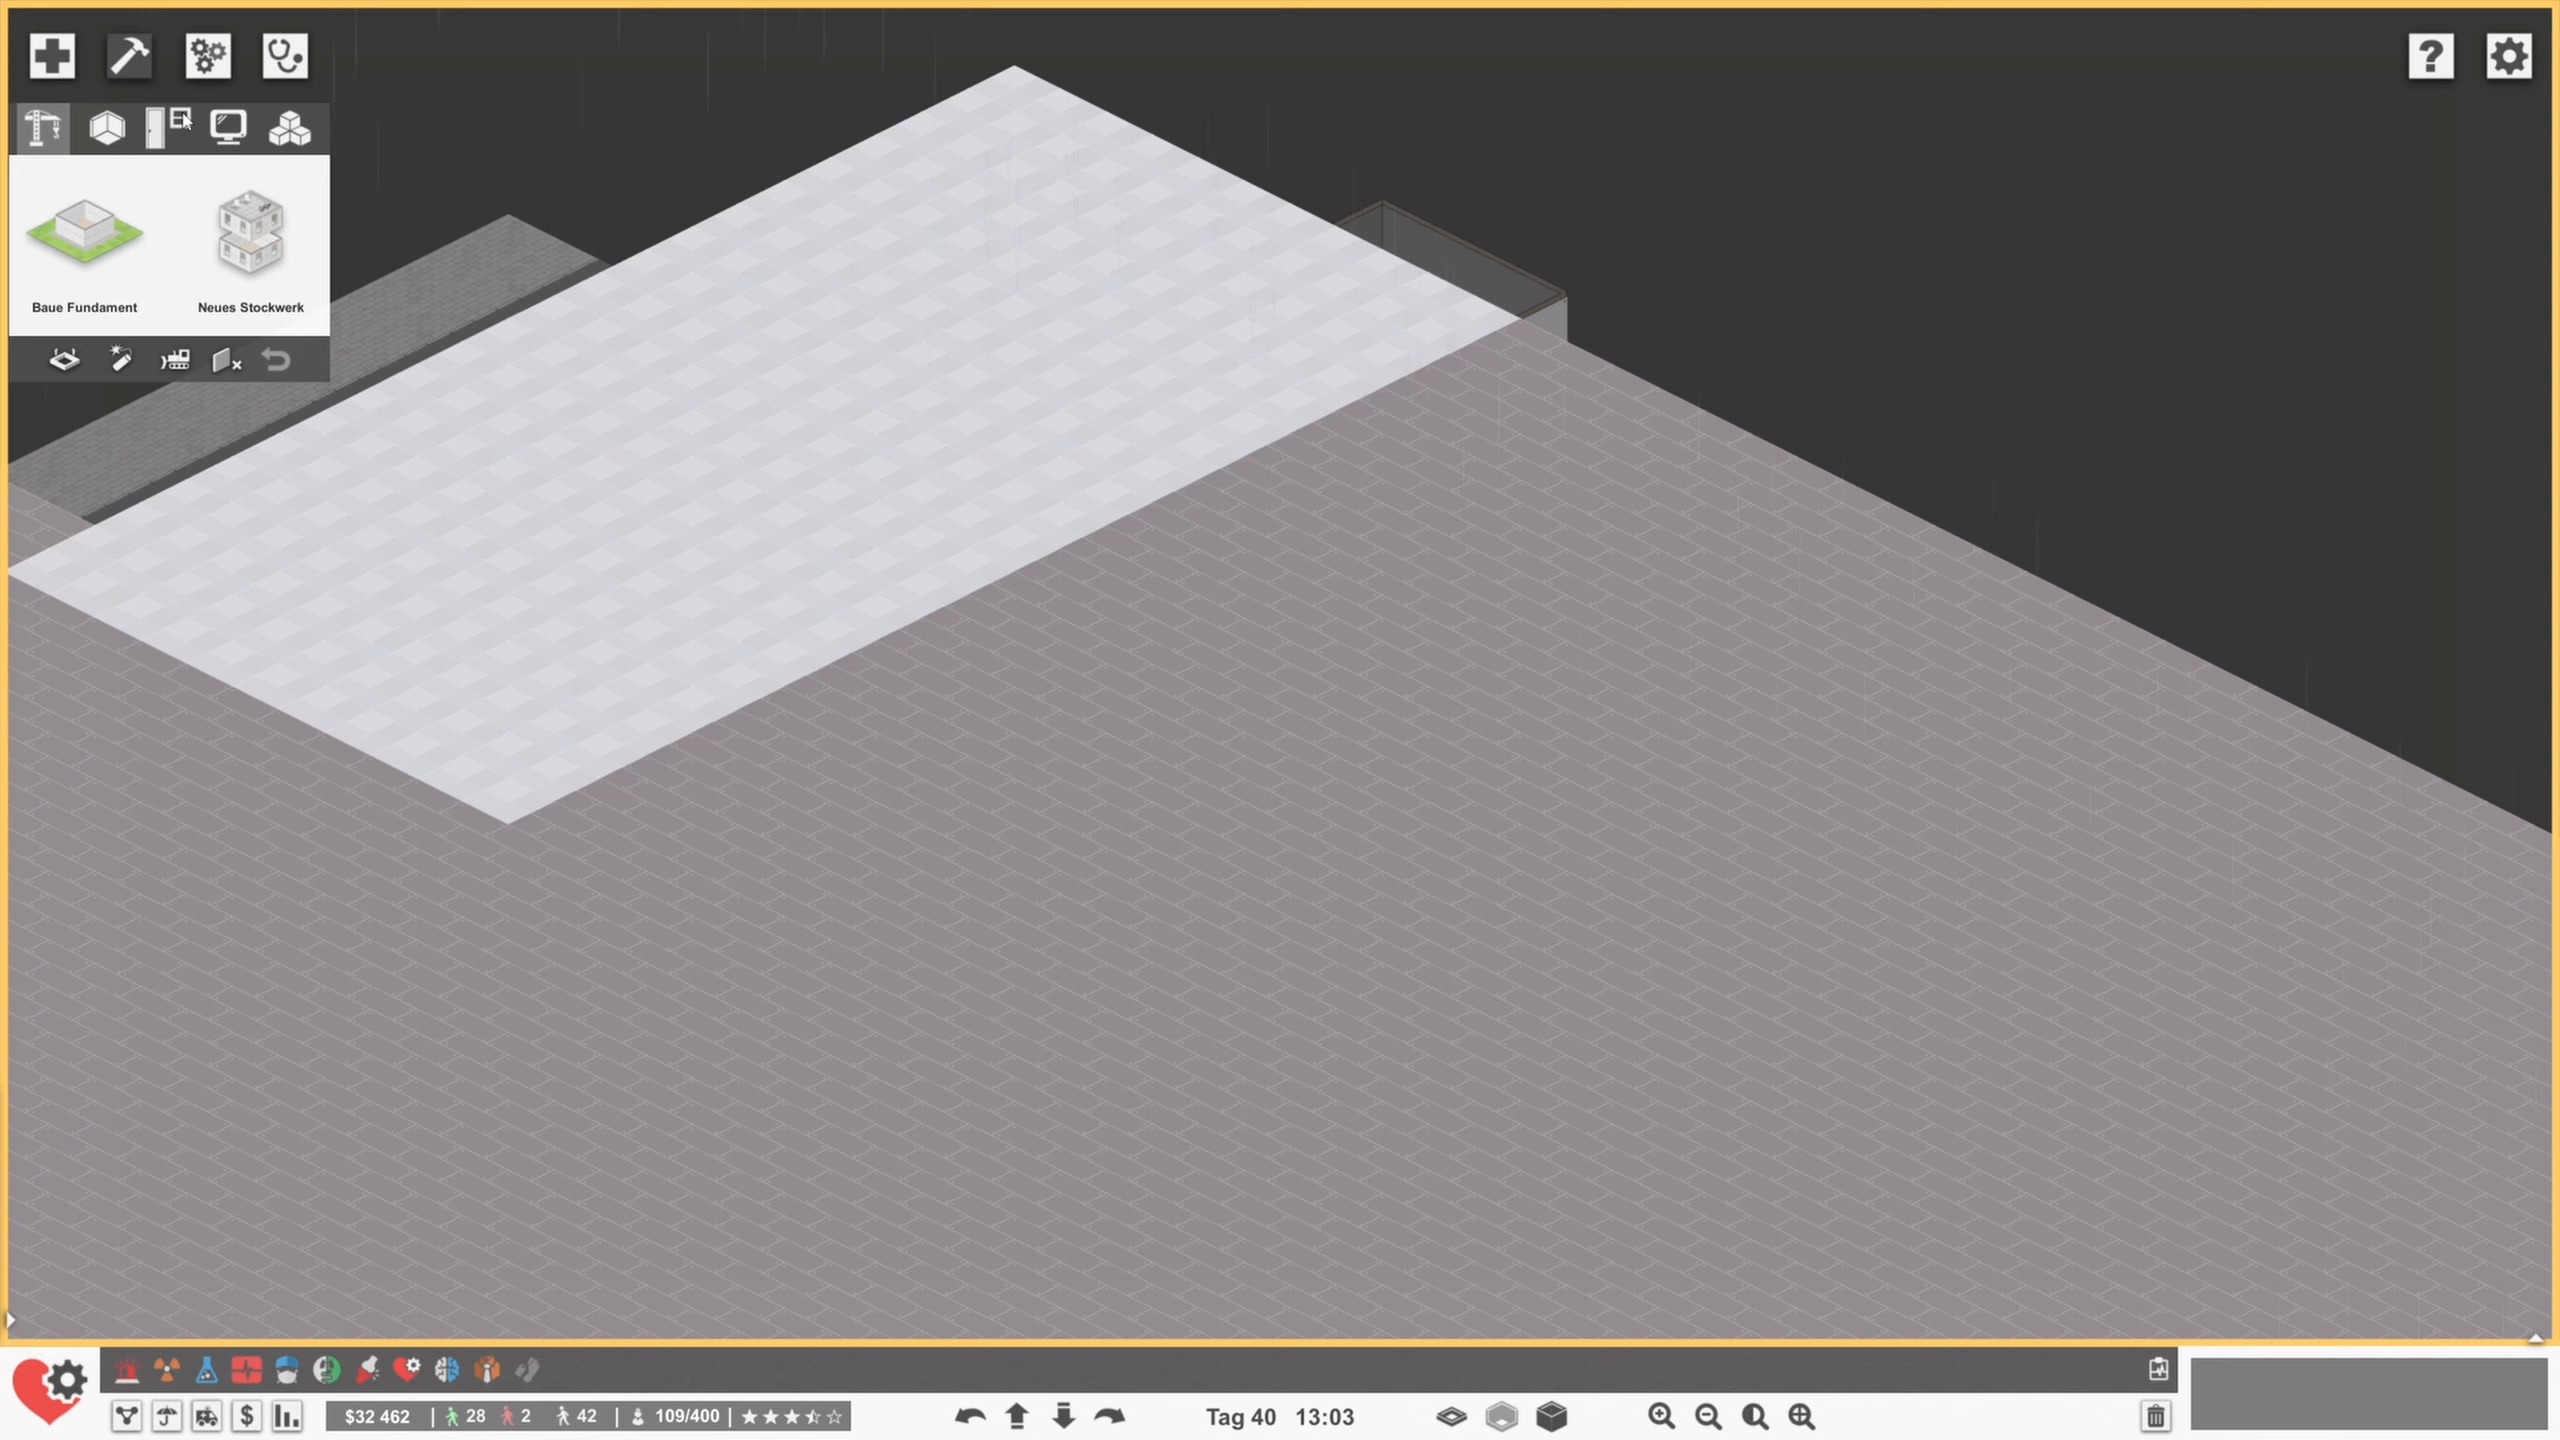 ?
Baue Fundament
Neues Stockwerk
$32 462 | 28 2 42 | 109/400 |
Tag 40 13:03
$